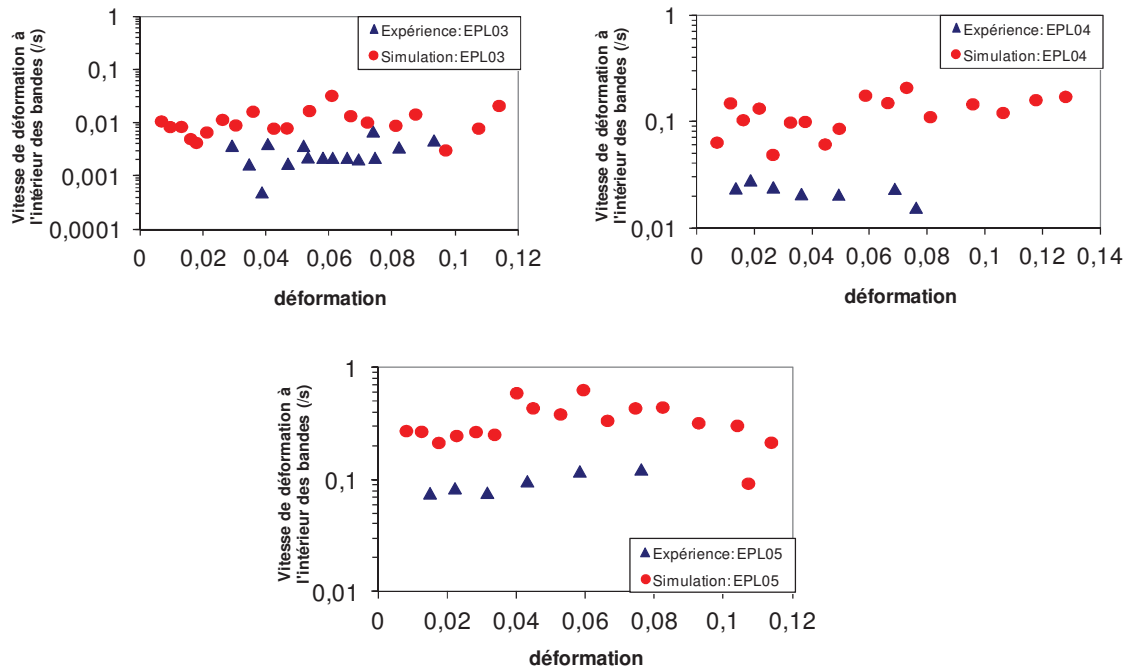 Vitesse de déformation à
l'intérieur des bandes (/s)
1
0,1
0,01
0,001
0,0001
0
0,02
0,04
0,06
0,08
0,1
0,12
déformation
Expérience: EPL03
Simulation: EPL03
Vitesse de déformation à
l'intérieur des bandes (/s)
1
0,1
0,01
0
0,02
0,04
0,06
0,08
0,1
0,12
0,14
déformation
Expérience: EPL04
Simulation: EPL04
Vitesse de déformation à
l'intérieur des bandes (/s)
1
0,1
0,01
0
0,02
0,04
0,06
0,08
0,1
0,12
déformation
Expérience: EPL05
Simulation: EPL05